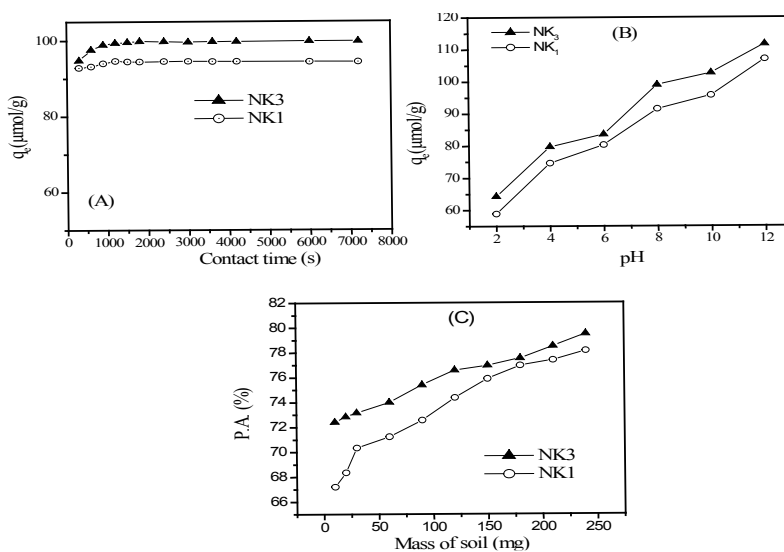 100
80
60
qe(μmol/g)
NK3
NK1
(A)
0 1000 2000 3000 4000 5000 6000 7000 8000
Contact time (s)
120
110
100
90
80
70
60
qe(μmol/g)
NK3
NK1
(B)
2 4 6 8 10 12
pH
82
80
78
76
74
72
70
68
66
P.A. (%)
(C)
NK3
NK1
0 50 100 150 200 250
Mass of soil (mg)